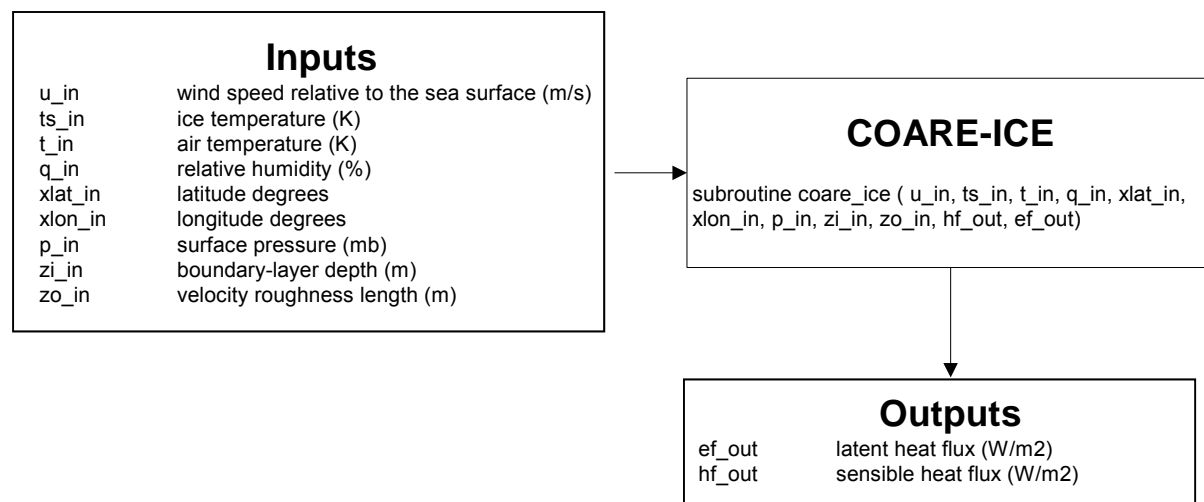 Inputs
u_in wind speed relative to the sea surface (m/s)
ts_in ice temperature (K)
t_in air temperature (K)
q_in relative humidity (%)
xlat_in latitude degrees
xlon_in longitude degrees
p_in surface pressure (mb)
zi_in boundary-layer depth (m)
zo_in velocity roughness length (m)
COARE-ICE
subroutine coare_ice ( u_in, ts_in, t_in, q_in, xlat_in,
xlon_in, p_in, zi_in, zo_in, hf_out, ef_out)
Outputs
ef_out latent heat flux (W/m2)
hf_out sensible heat flux (W/m2)